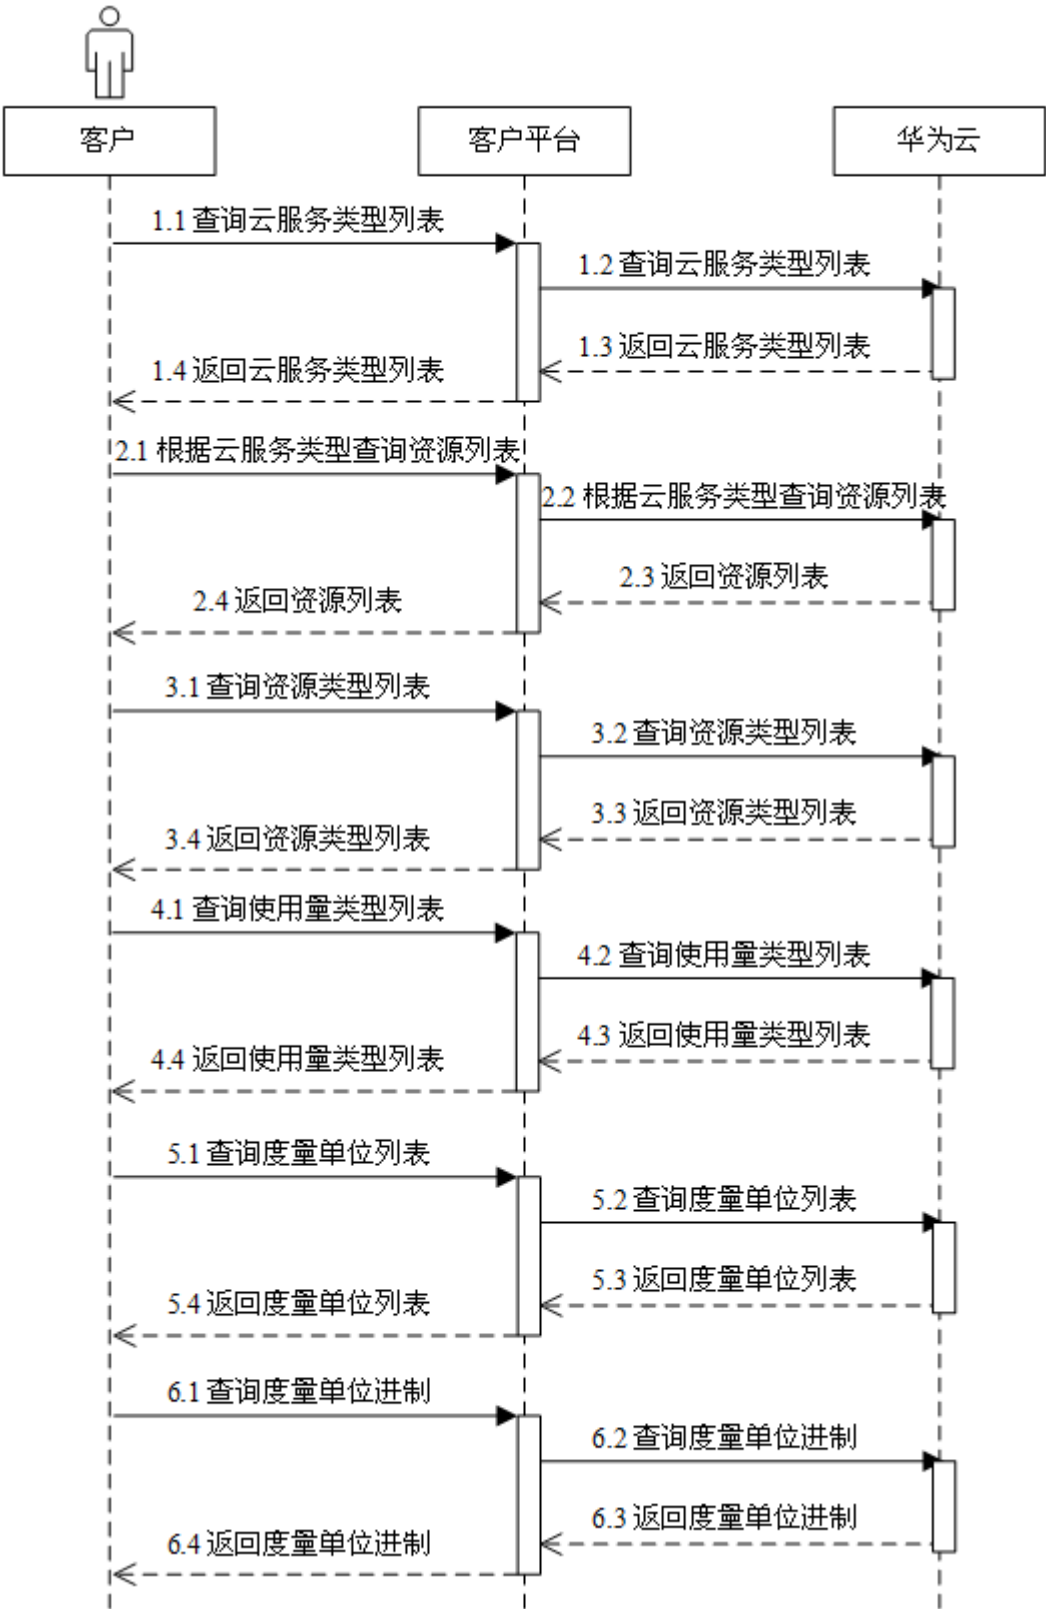 客户
客户平台
华为云
1.1 查询云服务类型列表
1.2 查询云服务类型列表
1.3 返回云服务类型列表
1.4 返回云服务类型列表
2.1 根据云服务类型查询资源列表
2.2 根据云服务类型查询资源列表
2.3 返回资源列表
2.4 返回资源列表
3.1 查询资源类型列表
3.2 查询资源类型列表
3.3 返回资源类型列表
3.4 返回资源类型列表
4.1 查询使用量类型列表
4.2 查询使用量类型列表
4.3 返回使用量类型列表
4.4 返回使用量类型列表
5.1 查询度量单位列表
5.2 查询度量单位列表
5.3 返回度量单位列表
5.4 返回度量单位列表
6.1 查询度量单位进制
6.2 查询度量单位进制
6.3 返回度量单位进制
6.4 返回度量单位进制